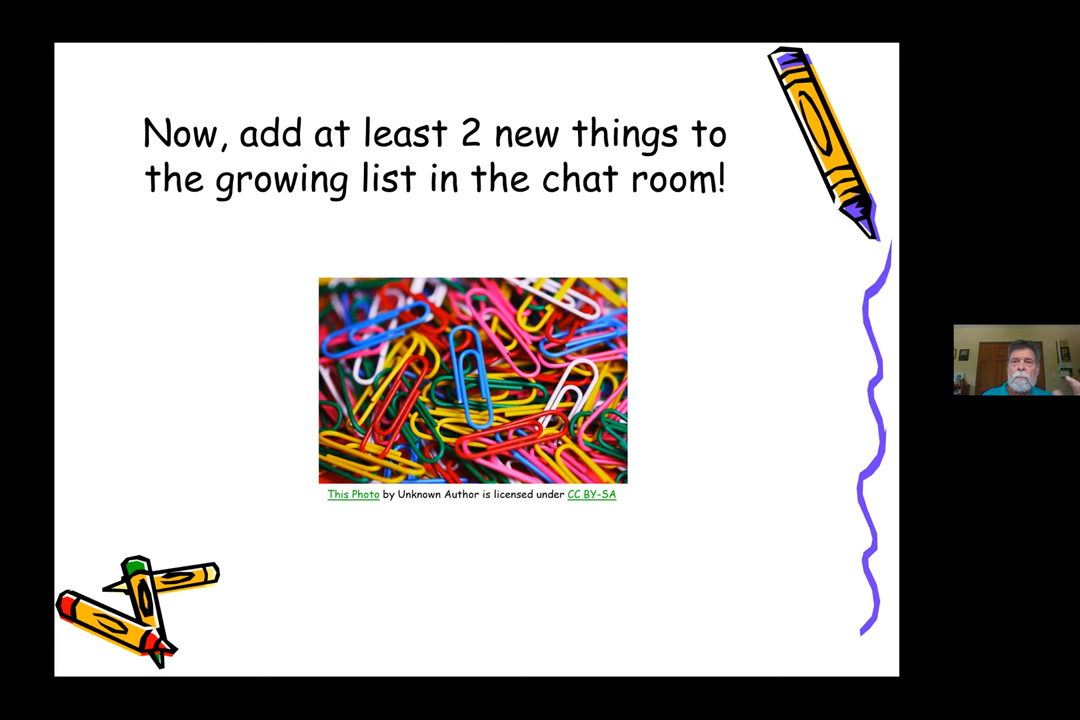 Now, add at least 2 new things to
the growing list in the chat room!
This Photo by Unknown Author is licensed under CC BY-SA